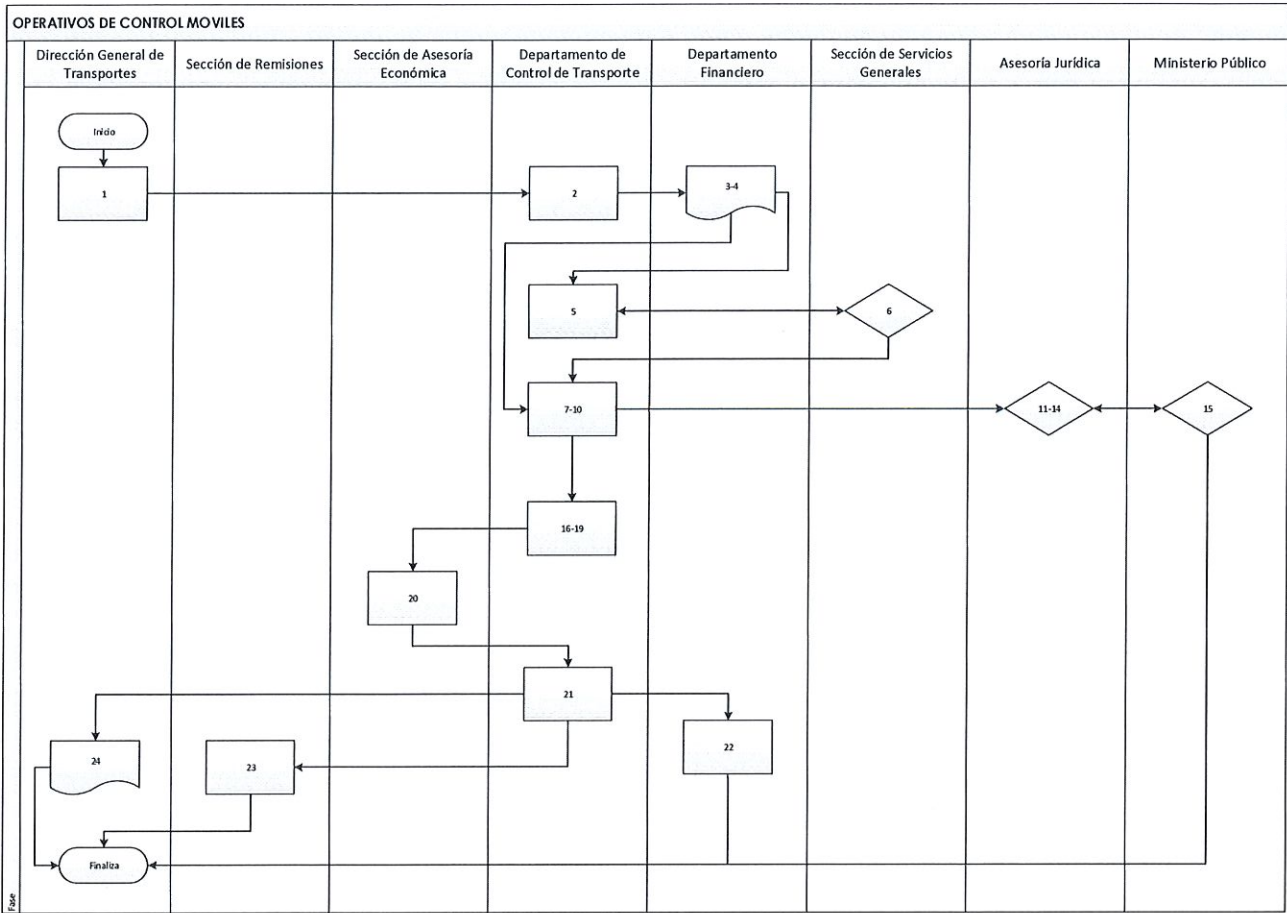 OPERATIVOS DE CONTROL MOVILES
Dirección General de
Transportes
Sección de Remisiones
Sección de Asesoría
Económica
Departamento de
Control de Transporte
Departamento
Financiero
Sección de Servicios
Generales
Asesoría Jurídica
Ministerio Público
Inicio
1
2
3-4
5
6
7-10
11-14
15
16-19
20
21
22
23
24
Finaliza
Fase